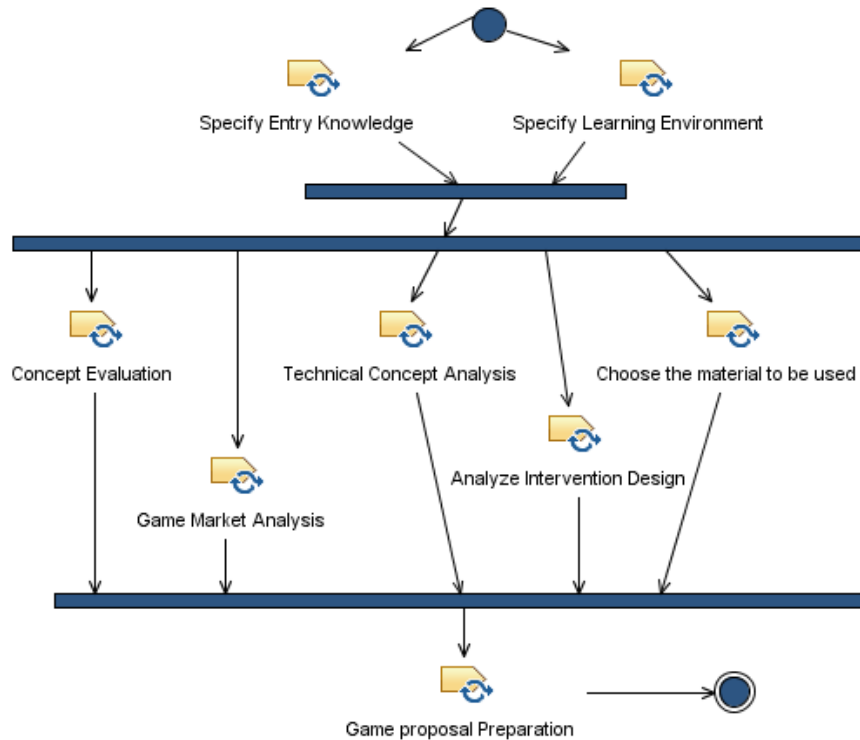 Specify Entry Knowledge
Specify Learning Environment
Concept Evaluation
Technical Concept Analysis
Choose the material to be used
Analyze Intervention Design
Game Market Analysis
Game proposal Preparation